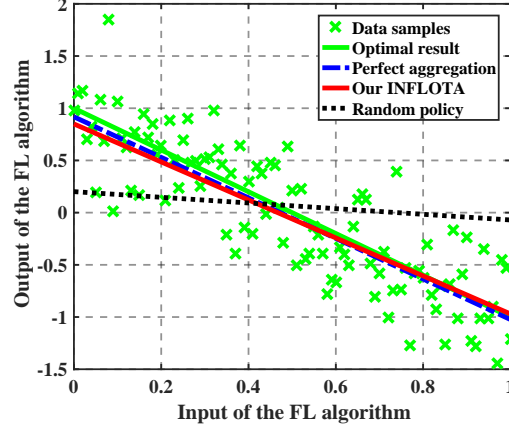 2
1.5
1
0.5
0
-0.5
-1
-1.5
0
0.2
0.4
0.6
0.8
1
Output of the FL algorithm
Input of the FL algorithm
Data samples
Optimal result
Perfect aggregation
Our INFLOTA
Random policy